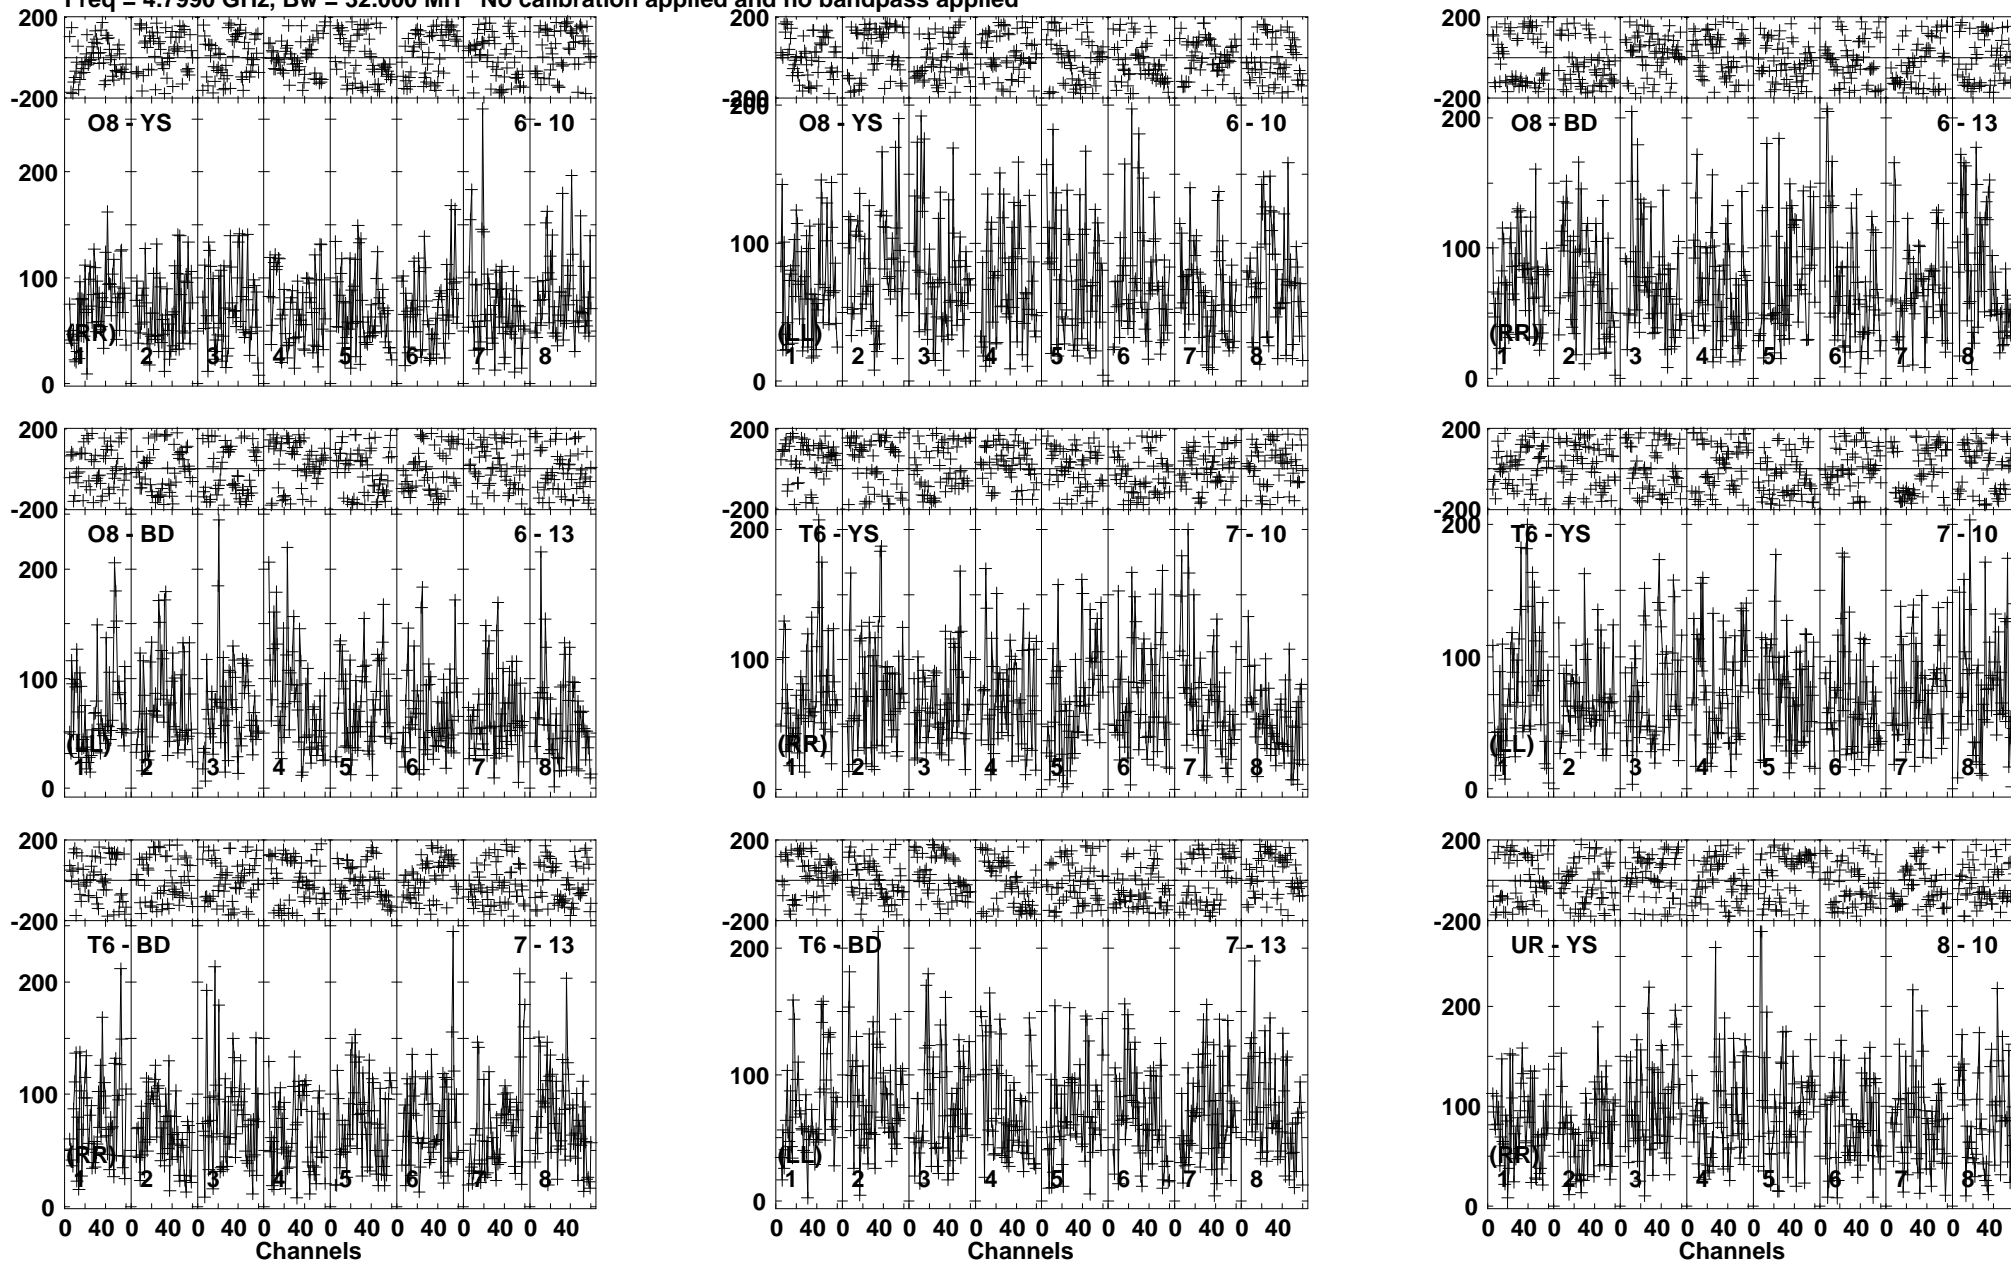 Freq = 4.7990 GHz, Bw = 32.000 MH No calibration applied and no bandpass applied
200 200 200
-200 -200 -200
O8 - YS 6 - 10 200 O8 - YS 6 - 10 200 O8 - BD 6 - 13
200
100 100 100
(RR) (LL) (RR)
1 2 3 4 5 6 7 8 1 2 3 4 5 6 7 8 1 2 3 4 5 6 7 8
0 0 0
200 200 200
-200 -200 -200
O8 - BD 6 - 13 200 T6 - YS 7 - 10 200 T6 - YS 7 - 10
200
100 100 100
(LL) (RR) (LL)
1 2 3 4 5 6 7 8 1 2 3 4 5 6 7 8 1 2 3 4 5 6 7 8
0 0 0
200 200 200
-200 -200 -200
T6 - BD 7 - 13 T6 - BD 7 - 13 UR - YS 8 - 10
200 200 200
100 100 100
(RR) (LL) (RR)
1 2 3 4 5 6 7 8 1 2 3 4 5 6 7 8 1 2 3 4 5 6 7 8
0 0 0
0 40 0 40 0 40 0 40 0 40 0 40 0 40 0 40 0 40 0 40 0 40 0 40 0 40 0 40 0 40 0 40 0 40 0 40 0 40 0 40 0 40 0 40 0 40 0 40
Channels Channels Channels